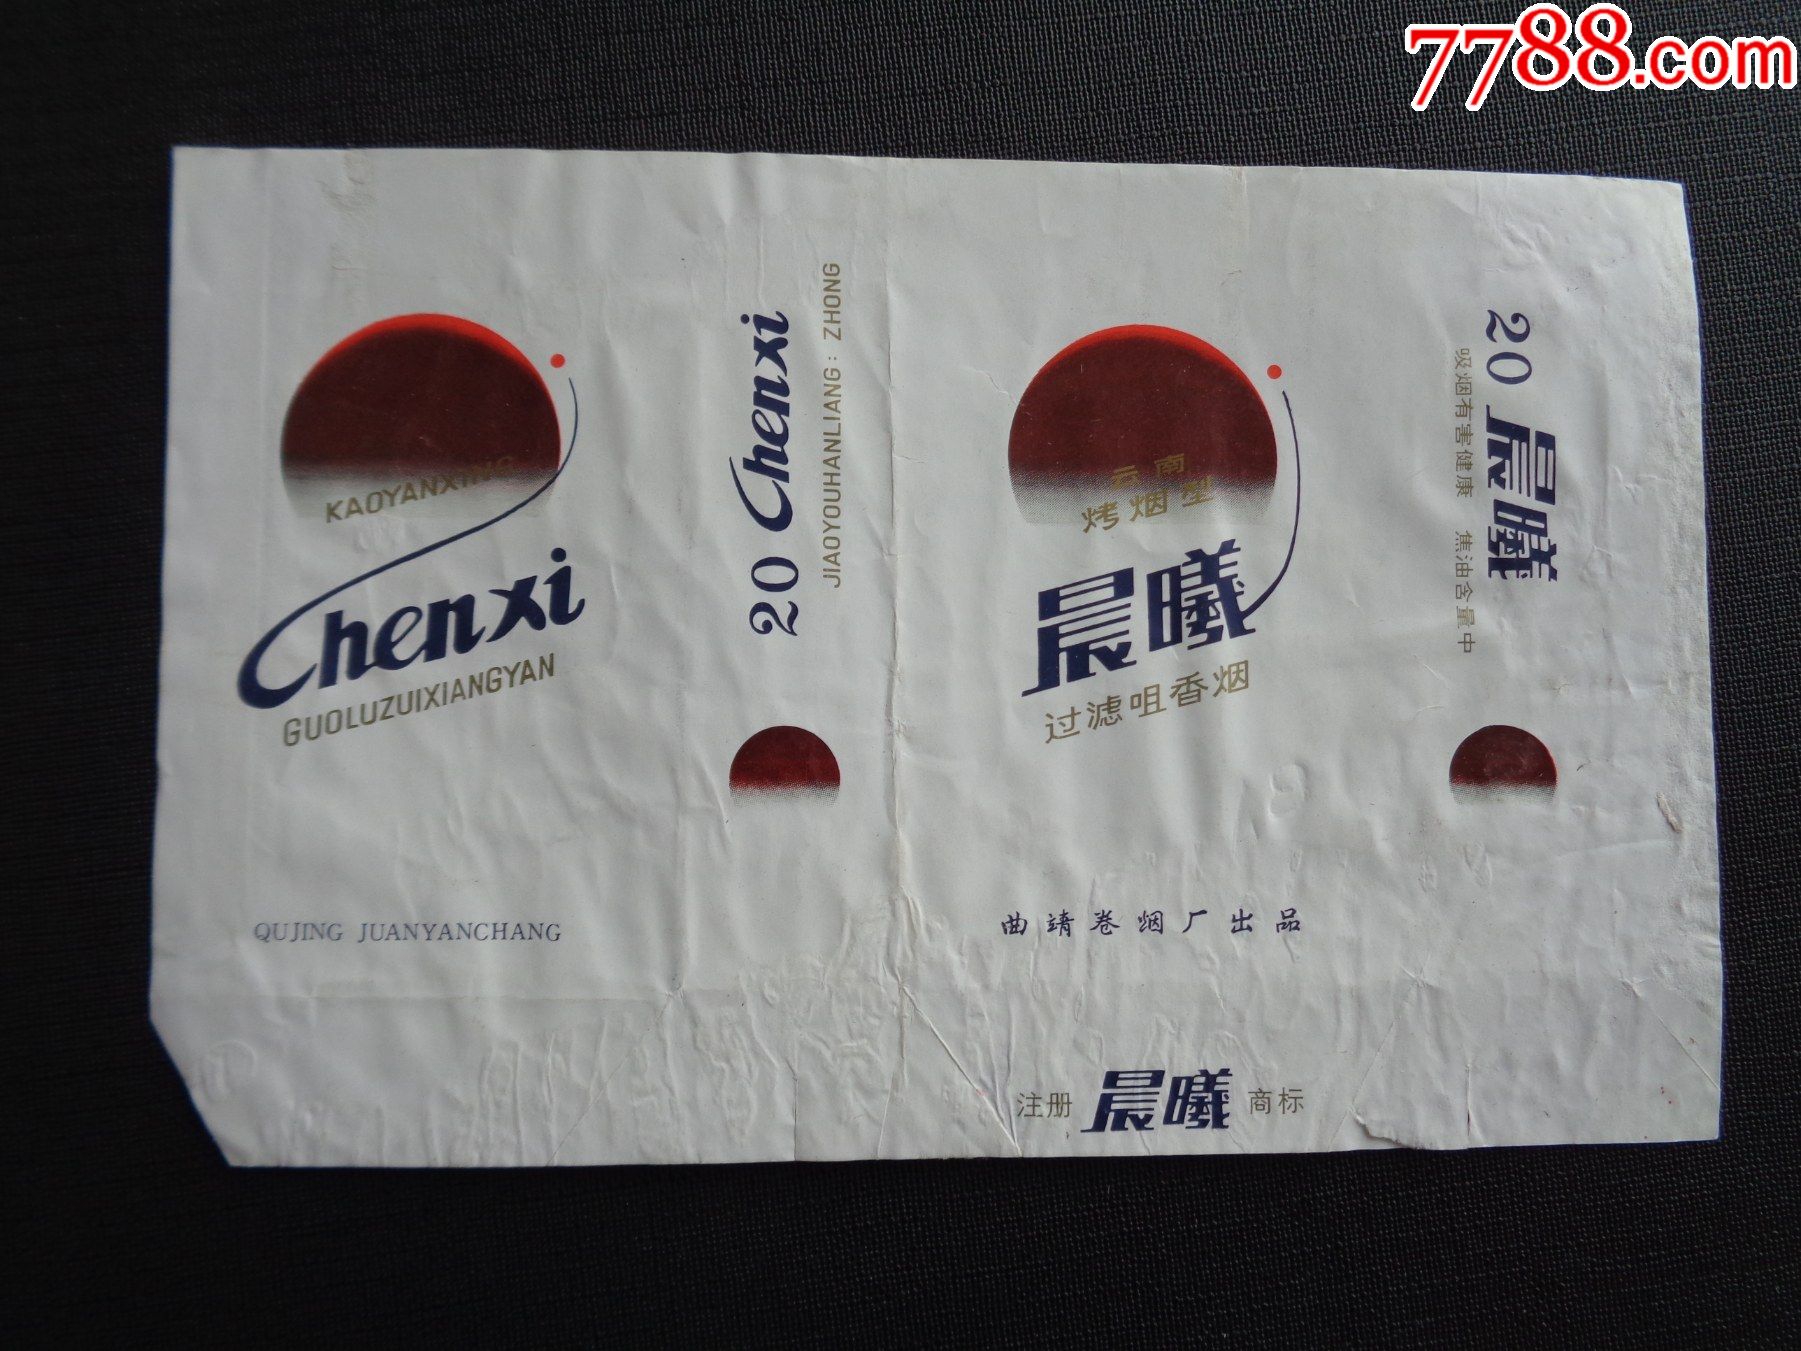 7788.com
KAOYANXING
Chenxi
GUOLUZUIXIANGYAN
QUJING JUANYANCHANG
20 Chenxi
JIAOYOUHANLIANG: ZHONG
云南
烤烟型
晨曦
过滤咀香烟
曲靖卷烟厂出品
注册 晨曦 商标
20 晨曦
吸烟有害健康 焦油含量中